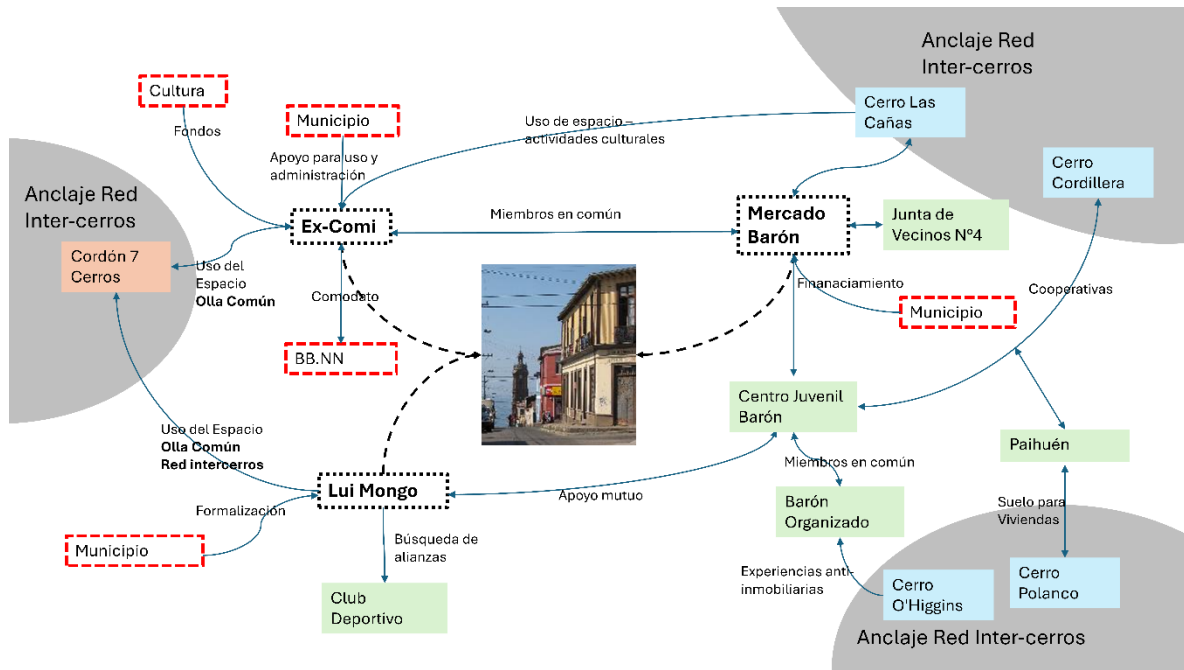 Anclaje Red
Inter-cerros
Cultura
Fondos
Municipio
Apoyo para uso y
administración
Uso de espacio –
actividades culturales
Cerro Las
Cañas
Cerro
Cordillera
Anclaje Red
Inter-cerros
Ex-Comi
Miembros en común
Mercado
Barón
Junta de
Vecinos Nº4
Cordón 7
Cerros
Uso del
Espacio
Olla Común
Comodato
Finanaciamiento
Cooperativas
Municipio
BB.NN
Centro Juvenil
Barón
Uso del Espacio
Olla Común
Red intercerros
Paihuén
Miembros en común
Lui Mongo
Apoyo mutuo
Formalización
Barón
Organizado
Suelo para
Viviendas
Municipio
Búsqueda de
alianzas
Experiencias anti-
inmobiliarias
Club
Deportivo
Cerro
O'Higgins
Cerro
Polanco
Anclaje Red Inter-cerros